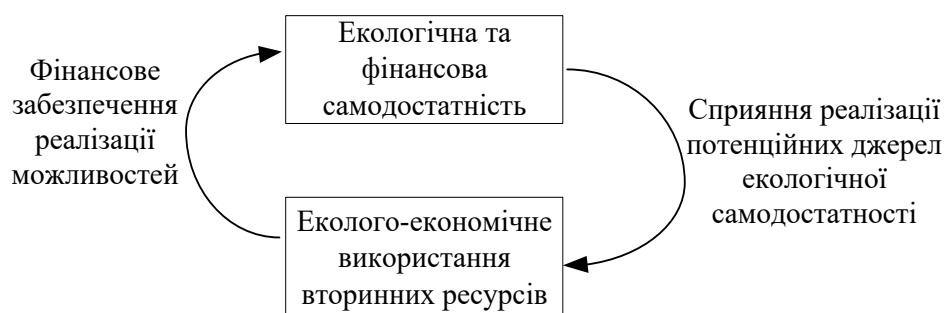 Екологічна та
фінансова
самодостатність
Фінансове
забезпечення
реалізації
можливостей
Сприяння реалізації
потенційних джерел
екологічної
самодостатності
Еколого-економічне
використання
вторинних ресурсів